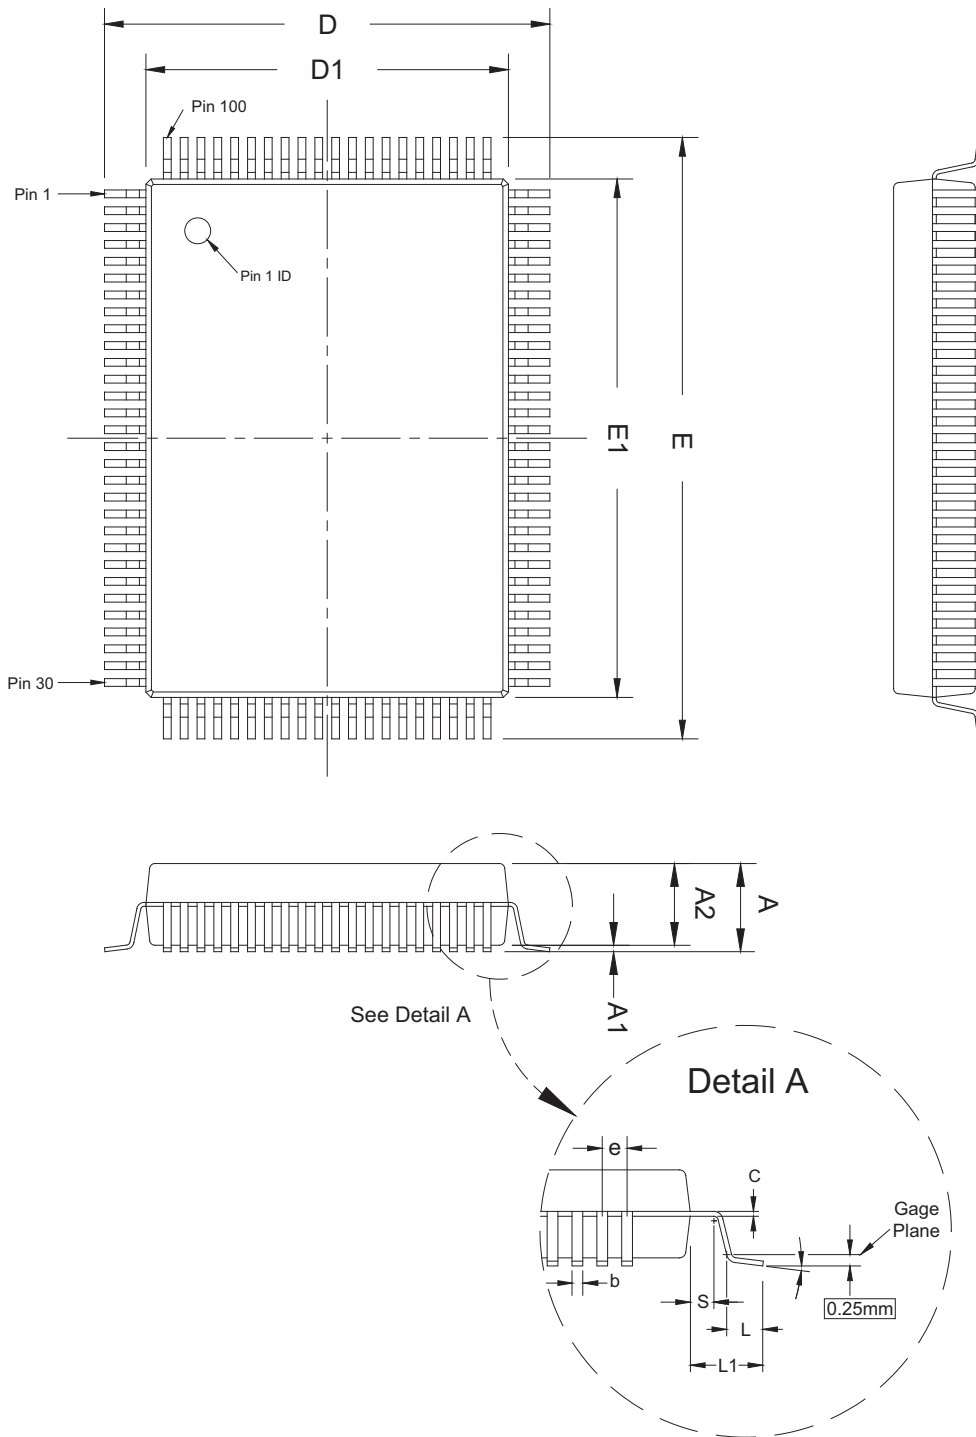 D
D1
Pin 100
Pin 1
Pin 1 ID
E1
E
Pin 30
A2
A
A1
See Detail A
Detail A
e
C
Gage
Plane
b
S
L
0.25mm
L1